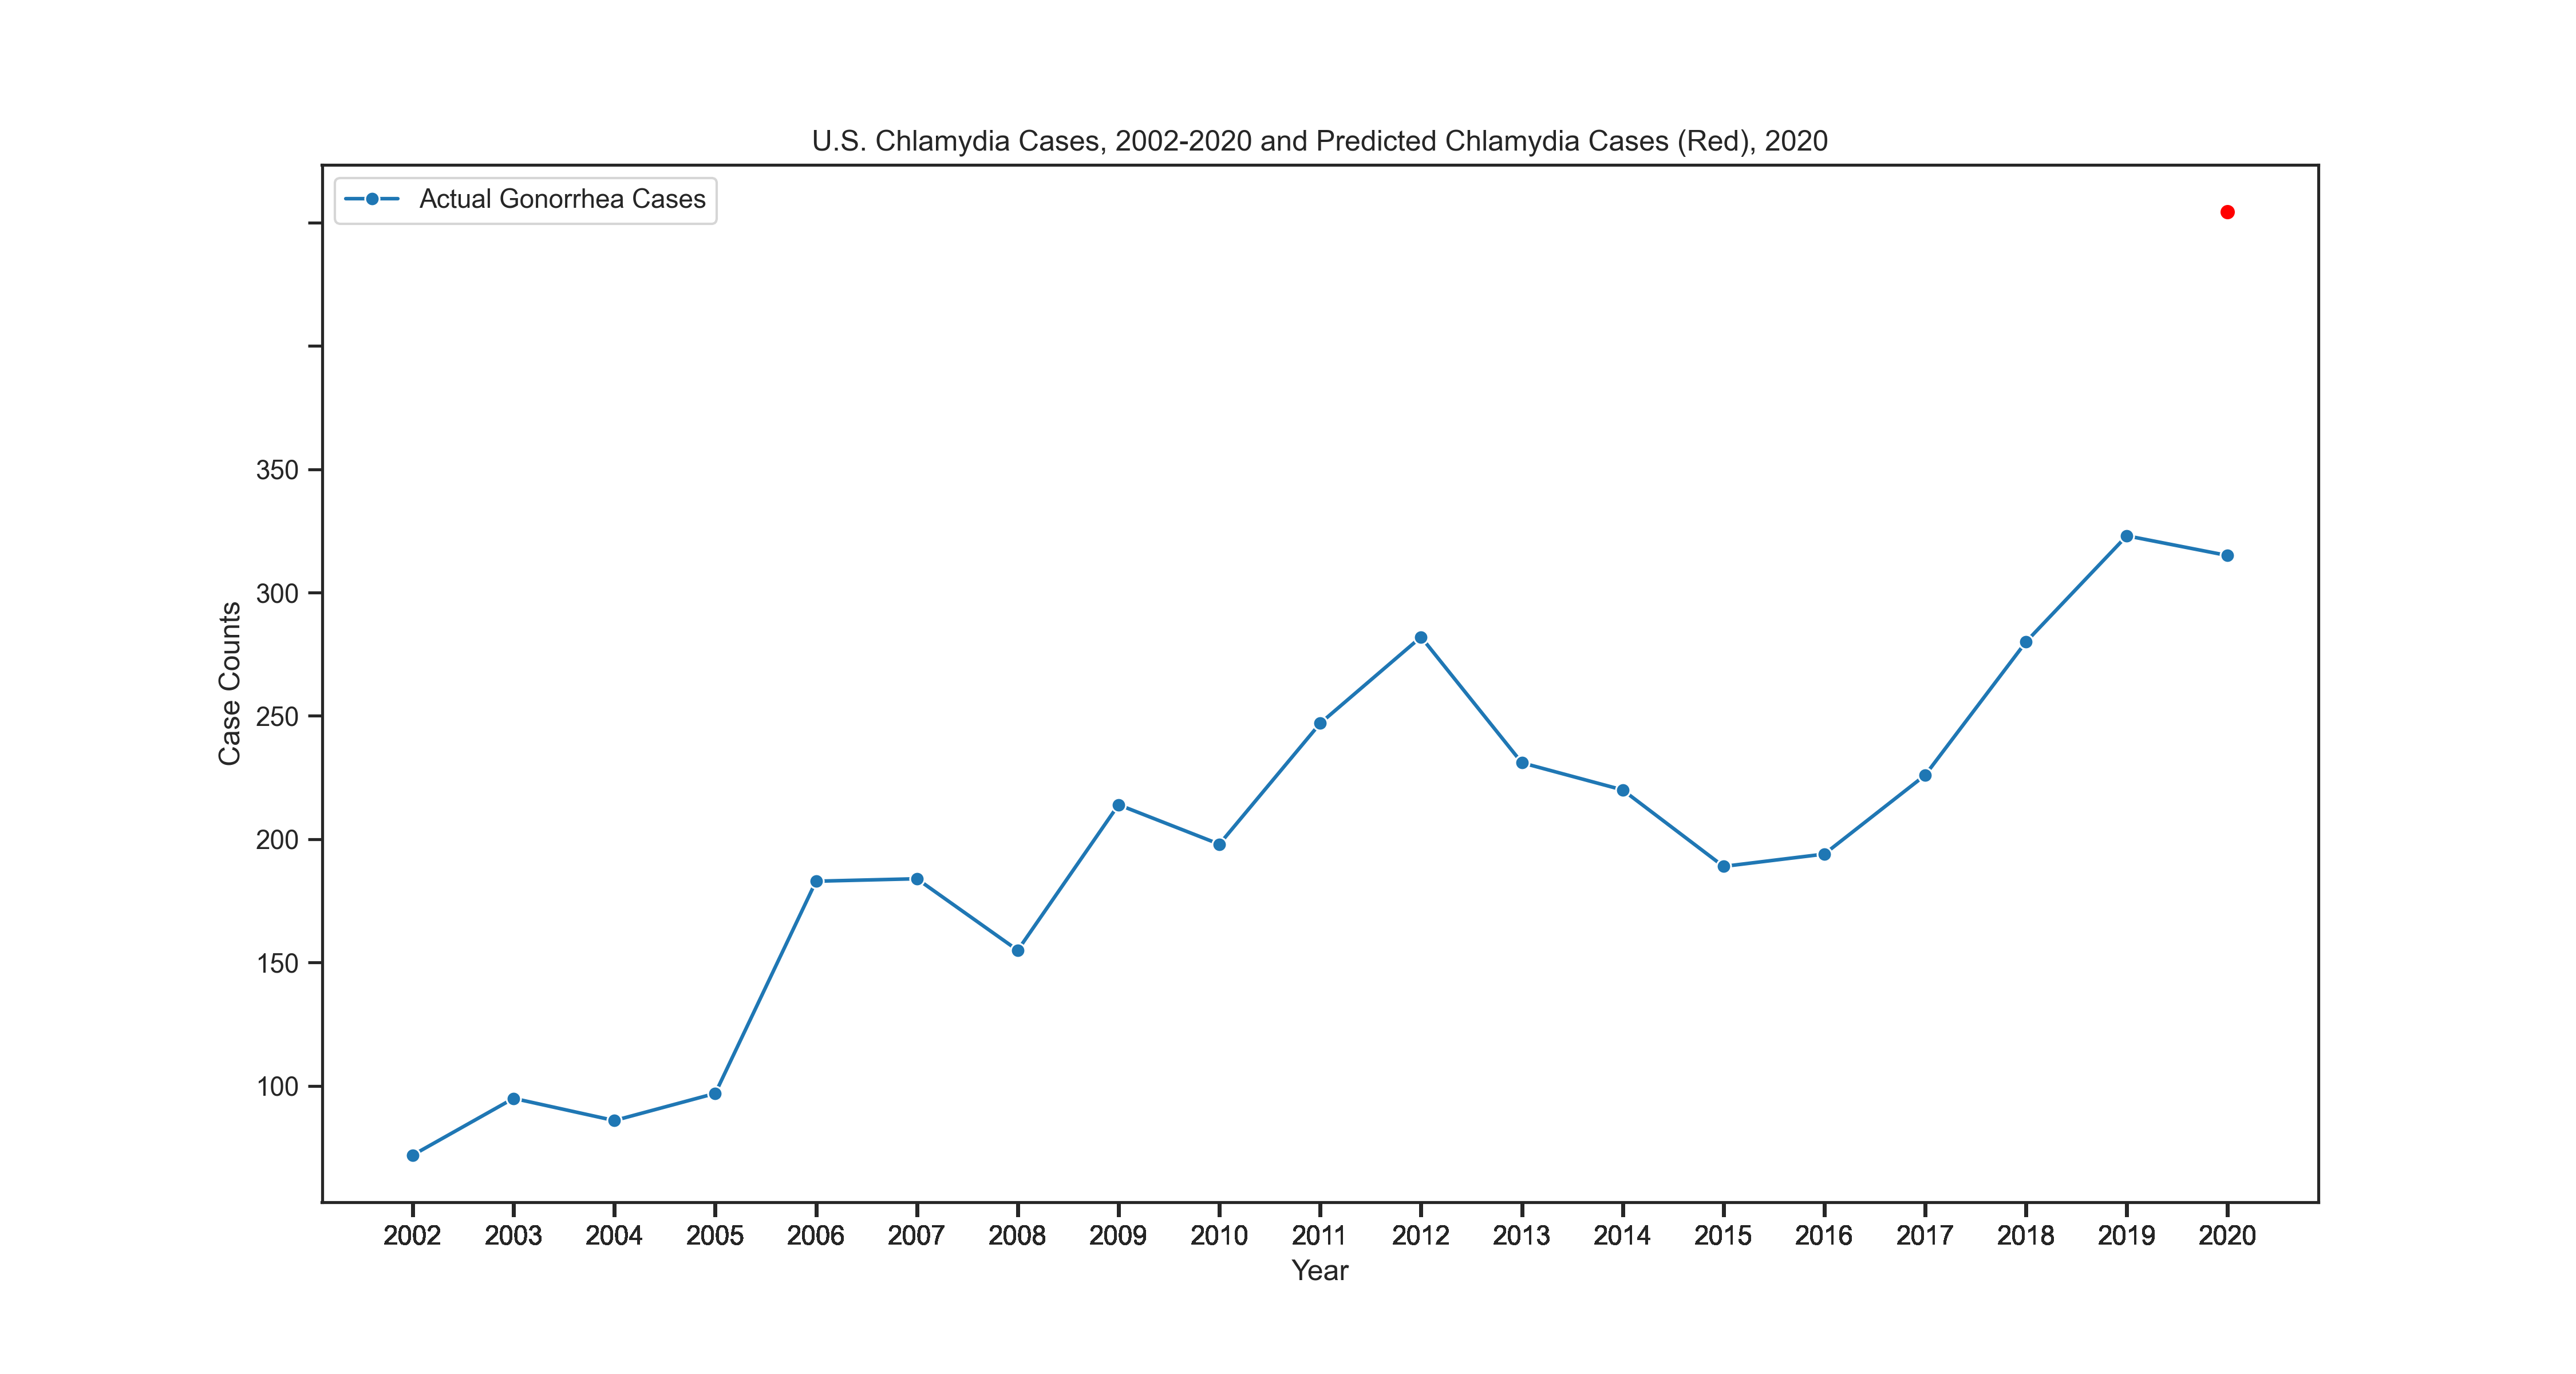 U.S. Chlamydia Cases, 2002-2020 and Predicted Chlamydia Cases (Red), 2020
Actual Gonorrhea Cases
350
300
250
200
150
100
Case Counts
2002 2003 2004 2005 2006 2007 2008 2009 2010 2011 2012 2013 2014 2015 2016 2017 2018 2019 2020
Year